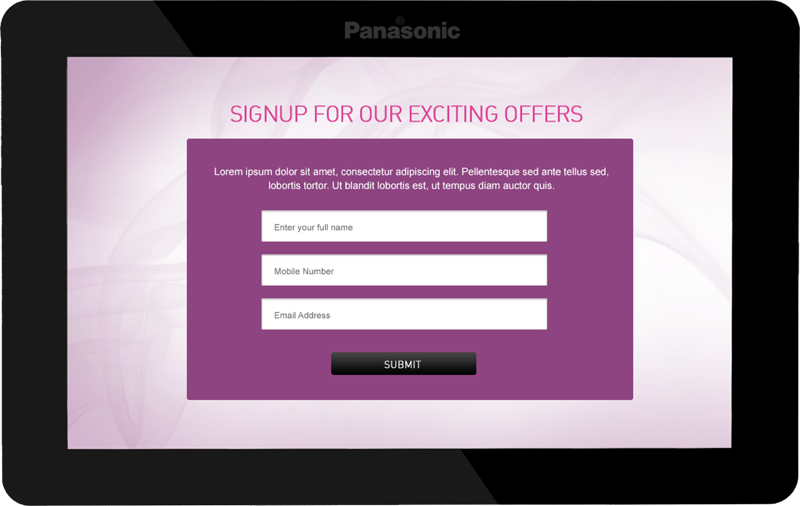 Panasonic
SIGNUP FOR OUR EXCITING OFFERS
Lorem ipsum dolor sit amet, consectetur adipiscing elit. Pellentesque sed ante tellus sed,
lobortis tortor. Ut blandit lobortis est, ut tempus diam auctor quis.
Enter your full name
Mobile Number
Email Address
SUBMIT